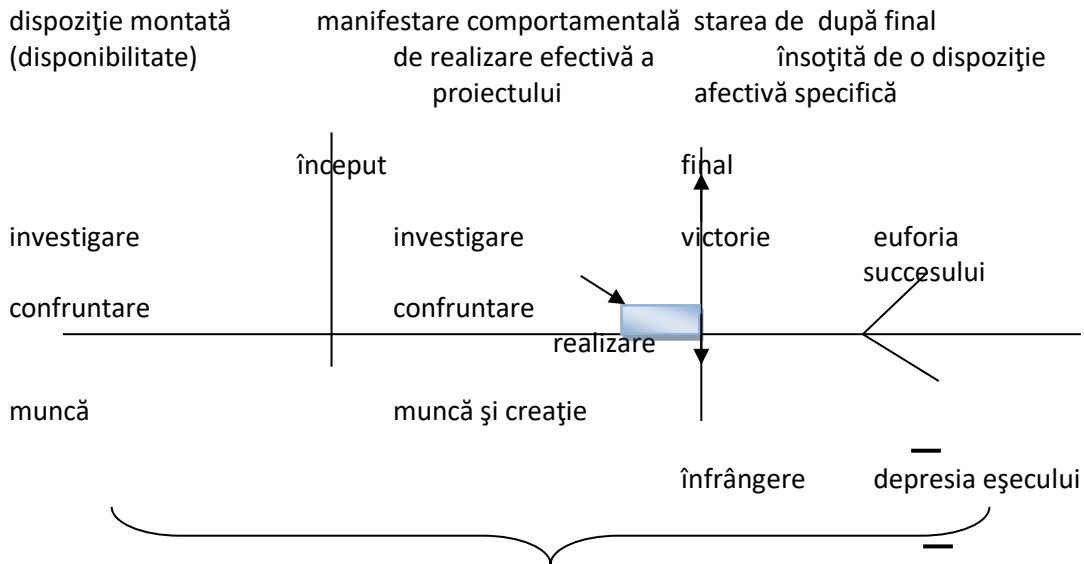 dispoziţie montată manifestare comportamentală starea de după final
(disponibilitate) de realizare efectivă a însoţită de o dispoziţie
proiectului afectivă specifică
început final
investigare investigare victorie euforia
succesului
confruntare confruntare
realizare
muncă muncă şi creaţie
înfrângere depresia eşecului